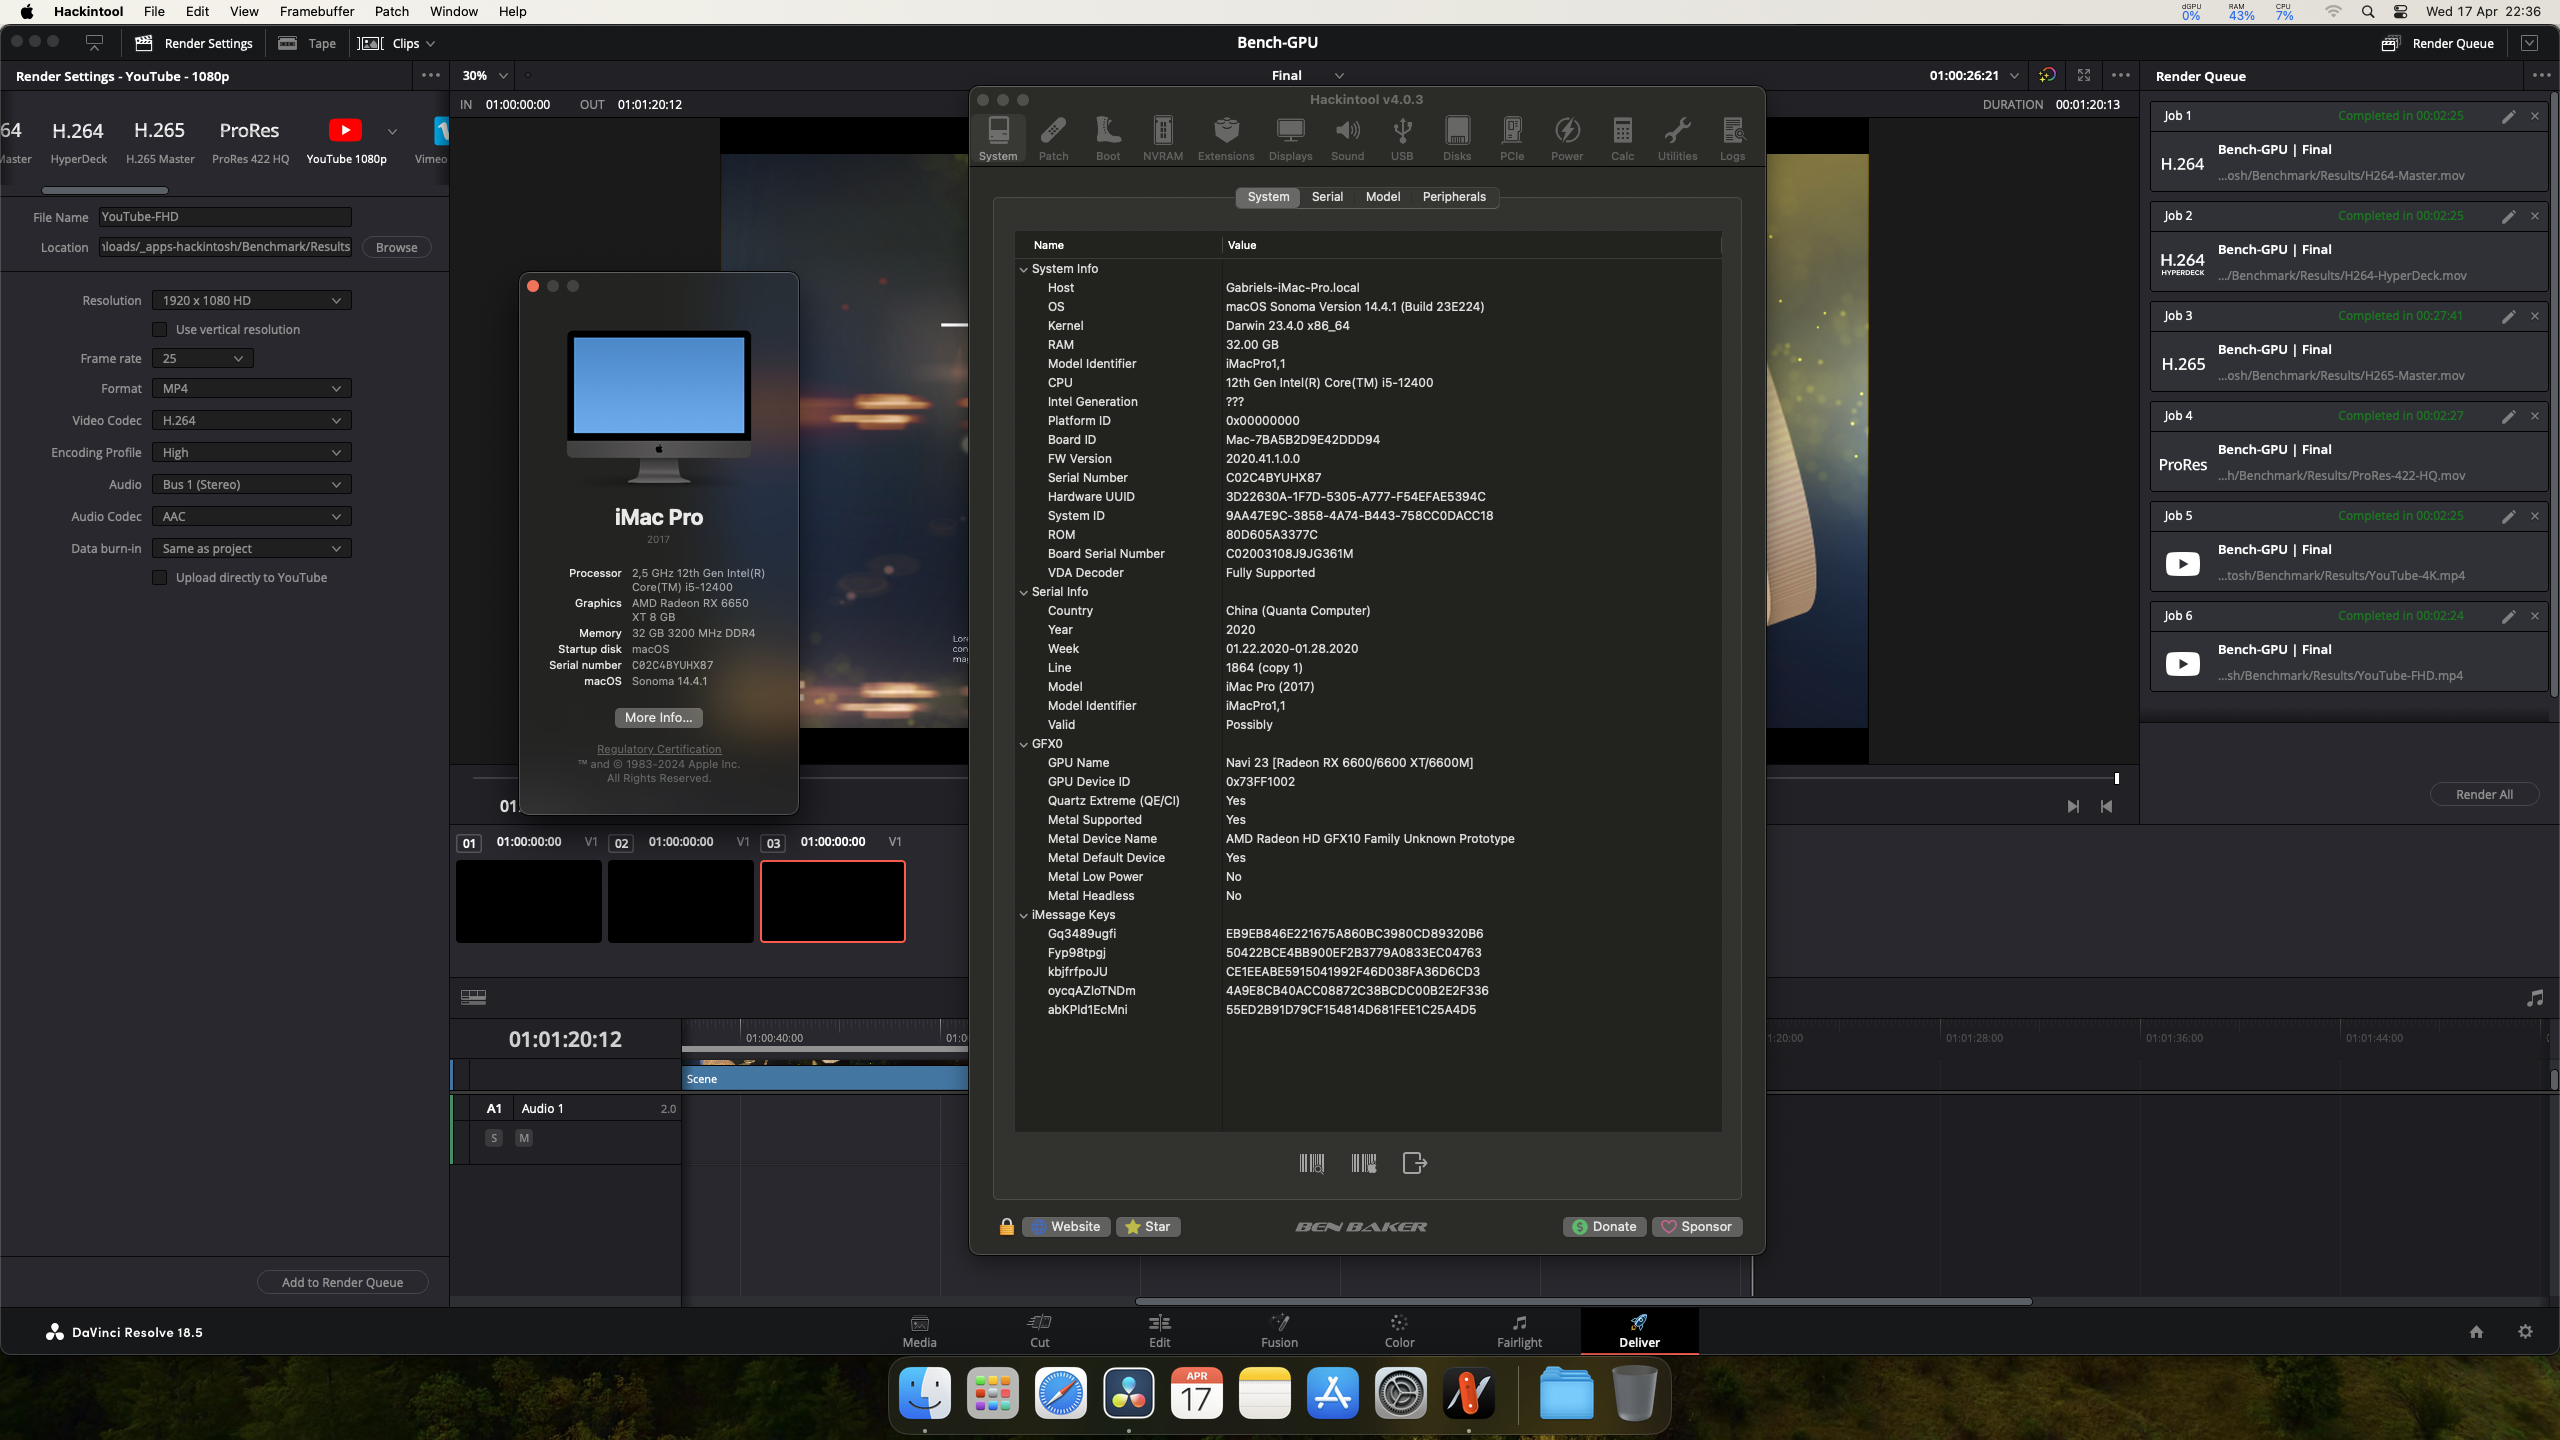 Hackintool File Edit View Framebuffer Patch Window Help
dGPU 0% RAM 43% CPU 7% Wed 17 Apr 22:36
Render Settings Tape Clips
Bench-GPU
Render Queue
Render Settings - YouTube - 1080p
30%
Final
01:00:26:21
Render Queue
IN 01:00:00:00 OUT 01:01:20:12
DURATION 00:01:20:13
64 H.264 H.265 ProRes
Master HyperDeck H.265 Master ProRes 422 HQ YouTube 1080p Vimeo
File Name YouTube-FHD
Location nloads/_apps-hackintosh/Benchmark/Results Browse
Resolution 1920 x 1080 HD
Use vertical resolution
Frame rate 25
Format MP4
Video Codec H.264
Encoding Profile High
Audio Bus 1 (Stereo)
Audio Codec AAC
Data burn-in Same as project
Upload directly to YouTube
Add to Render Queue
iMac Pro
2017
Processor 2,5 GHz 12th Gen Intel(R)
Core(TM) i5-12400
Graphics AMD Radeon RX 6650
XT 8 GB
Memory 32 GB 3200 MHz DDR4
Startup disk macOS
Serial number C02C4BYUHX87
macOS Sonoma 14.4.1
More Info...
Regulatory Certification
™ and © 1983-2024 Apple Inc.
All Rights Reserved.
Hackintool v4.0.3
System Patch Boot NVRAM Extensions Displays Sound USB Disks PCIe Power Calc Utilities Logs
System Serial Model Peripherals
Name Value
System Info
Host Gabriels-iMac-Pro.local
OS macOS Sonoma Version 14.4.1 (Build 23E224)
Kernel Darwin 23.4.0 x86_64
RAM 32.00 GB
Model Identifier iMacPro1,1
CPU 12th Gen Intel(R) Core(TM) i5-12400
Intel Generation ???
Platform ID 0x00000000
Board ID Mac-7BA5B2D9E42DDD94
FW Version 2020.41.1.0.0
Serial Number C02C4BYUHX87
Hardware UUID 3D22630A-1F7D-5305-A777-F54EFAE5394C
System ID 9AA47E9C-3858-4A74-B443-758CC0DACC18
ROM 80D605A3377C
Board Serial Number C02003108J9JG361M
VDA Decoder Fully Supported
Serial Info
Country China (Quanta Computer)
Year 2020
Week 01.22.2020-01.28.2020
Line 1864 (copy 1)
Model iMac Pro (2017)
Model Identifier iMacPro1,1
Valid Possibly
GFX0
GPU Name Navi 23 [Radeon RX 6600/6600 XT/6600M]
GPU Device ID 0x73FF1002
Quartz Extreme (QE/CI) Yes
Metal Supported Yes
Metal Device Name AMD Radeon HD GFX10 Family Unknown Prototype
Metal Default Device Yes
Metal Low Power No
Metal Headless No
iMessage Keys
Gq3489ugfi EB9EB846E221675A860BC3980CD89320B6
Fyp98tpgj 50422BCE4BB900EF2B3779A0833EC04763
kbjfrfpoJU CE1EEABE5915041992F46D038FA36D6CD3
oycqAZloTNDm 4A9E8CB40ACC08872C38BCDC00B2E2F336
abKPld1EcMni 55ED2B91D79CF154814D681FEE1C25A4D5
Website Star BEN BAKER Donate Sponsor
Job 1 Completed in 00:02:25
Bench-GPU | Final
H.264
...osh/Benchmark/Results/H264-Master.mov
Job 2 Completed in 00:02:25
Bench-GPU | Final
H.264
HYPERDECK
.../Benchmark/Results/H264-HyperDeck.mov
Job 3 Completed in 00:27:41
Bench-GPU | Final
H.265
...osh/Benchmark/Results/H265-Master.mov
Job 4 Completed in 00:02:27
Bench-GPU | Final
ProRes
...h/Benchmark/Results/ProRes-422-HQ.mov
Job 5 Completed in 00:02:25
Bench-GPU | Final
...tosh/Benchmark/Results/YouTube-4K.mp4
Job 6 Completed in 00:02:24
Bench-GPU | Final
...sh/Benchmark/Results/YouTube-FHD.mp4
Render All
01 01:00:00:00 V1 02 01:00:00:00 V1 03 01:00:00:00 V1
01:01:20:12
01:00:40:00 01:0 1:20:00 01:01:28:00 01:01:36:00 01:01:44:00
Scene
A1 Audio 1 2.0
S M
DaVinci Resolve 18.5
Media Cut Edit Fusion Color Fairlight Deliver
APR
17